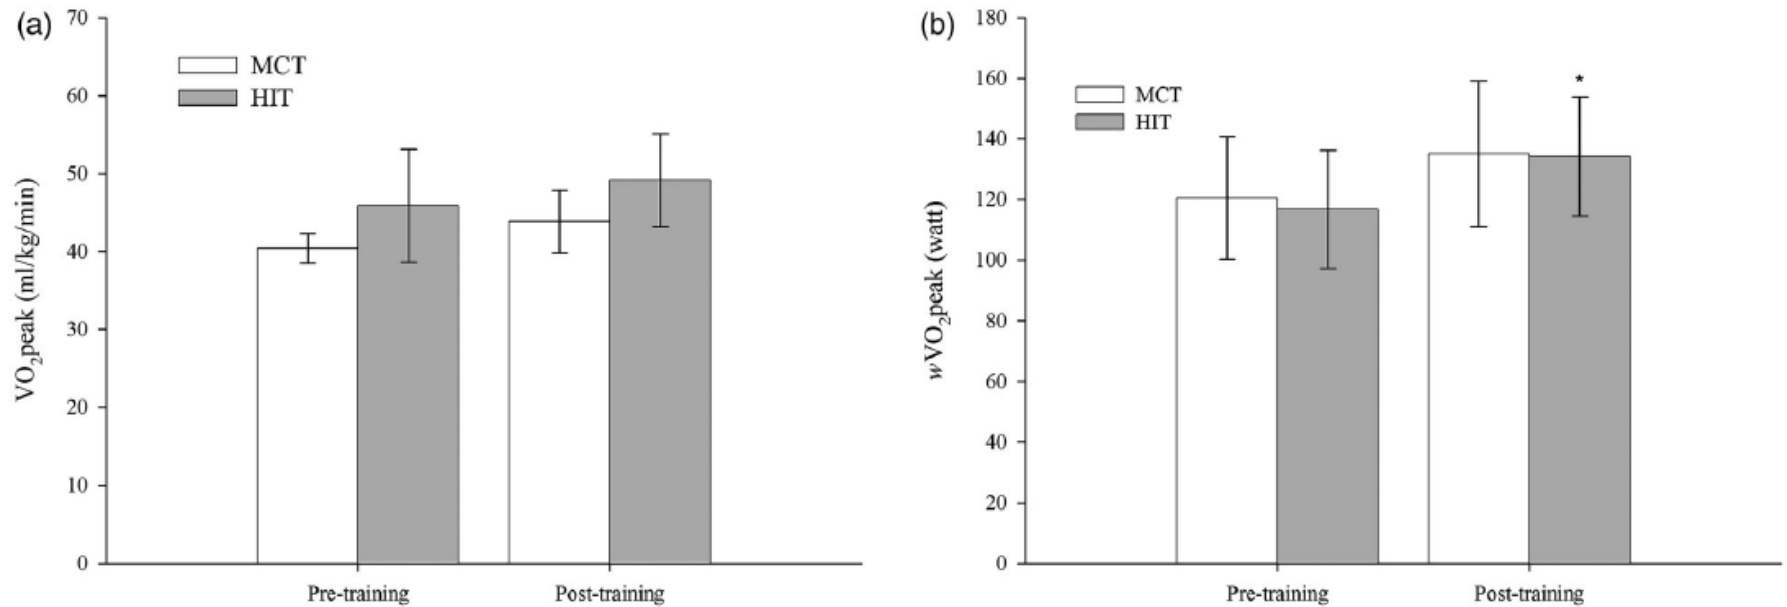 (a)
70
60
50
40
30
20
10
0
VO₂peak (ml/kg/min)
MCT
HIT
Pre-training Post-training
(b)
180
160
140
120
100
80
60
40
20
0
wVO₂peak (watt)
MCT
HIT
*
Pre-training Post-training